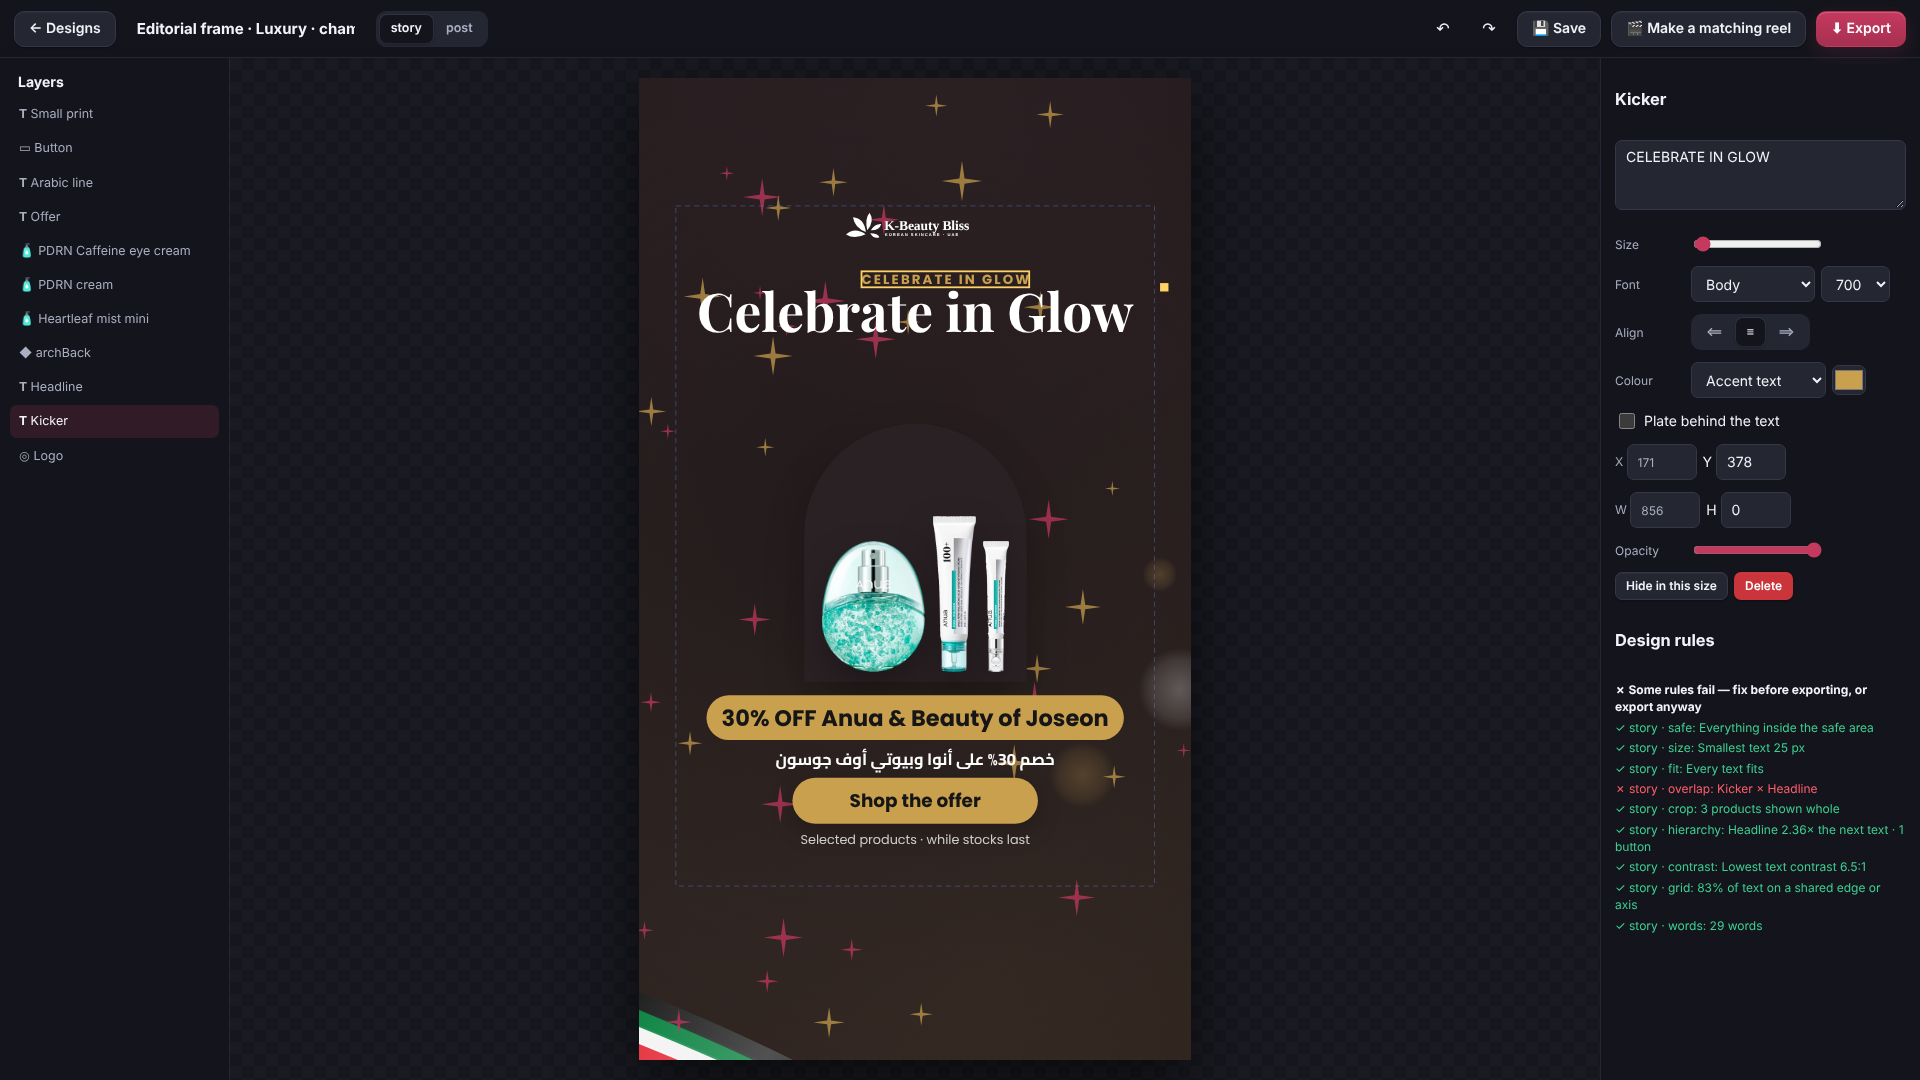 ← Designs
Editorial frame · Luxury · cham
story
post
Save
Make a matching reel
Export
Layers
T Small print
Button
T Arabic line
T Offer
PDRN Caffeine eye cream
PDRN cream
Heartleaf mist mini
archBack
T Headline
T Kicker
Logo
K-Beauty Bliss
KOREAN SKINCARE · UAE
CELEBRATE IN GLOW
Celebrate in Glow
100+
30% OFF Anua & Beauty of Joseon
خصم 30% على أنوا وبيوتي أوف جوسون
Shop the offer
Selected products · while stocks last
Kicker
CELEBRATE IN GLOW
Size
Font
Body
700
Align
Colour
Accent text
Plate behind the text
X 171 Y 378
W 856 H 0
Opacity
Hide in this size
Delete
Design rules
✕ Some rules fail — fix before exporting, or
export anyway
✓ story · safe: Everything inside the safe area
✓ story · size: Smallest text 25 px
✓ story · fit: Every text fits
✕ story · overlap: Kicker × Headline
✓ story · crop: 3 products shown whole
✓ story · hierarchy: Headline 2.36× the next text · 1
button
✓ story · contrast: Lowest text contrast 6.5:1
✓ story · grid: 83% of text on a shared edge or
axis
✓ story · words: 29 words